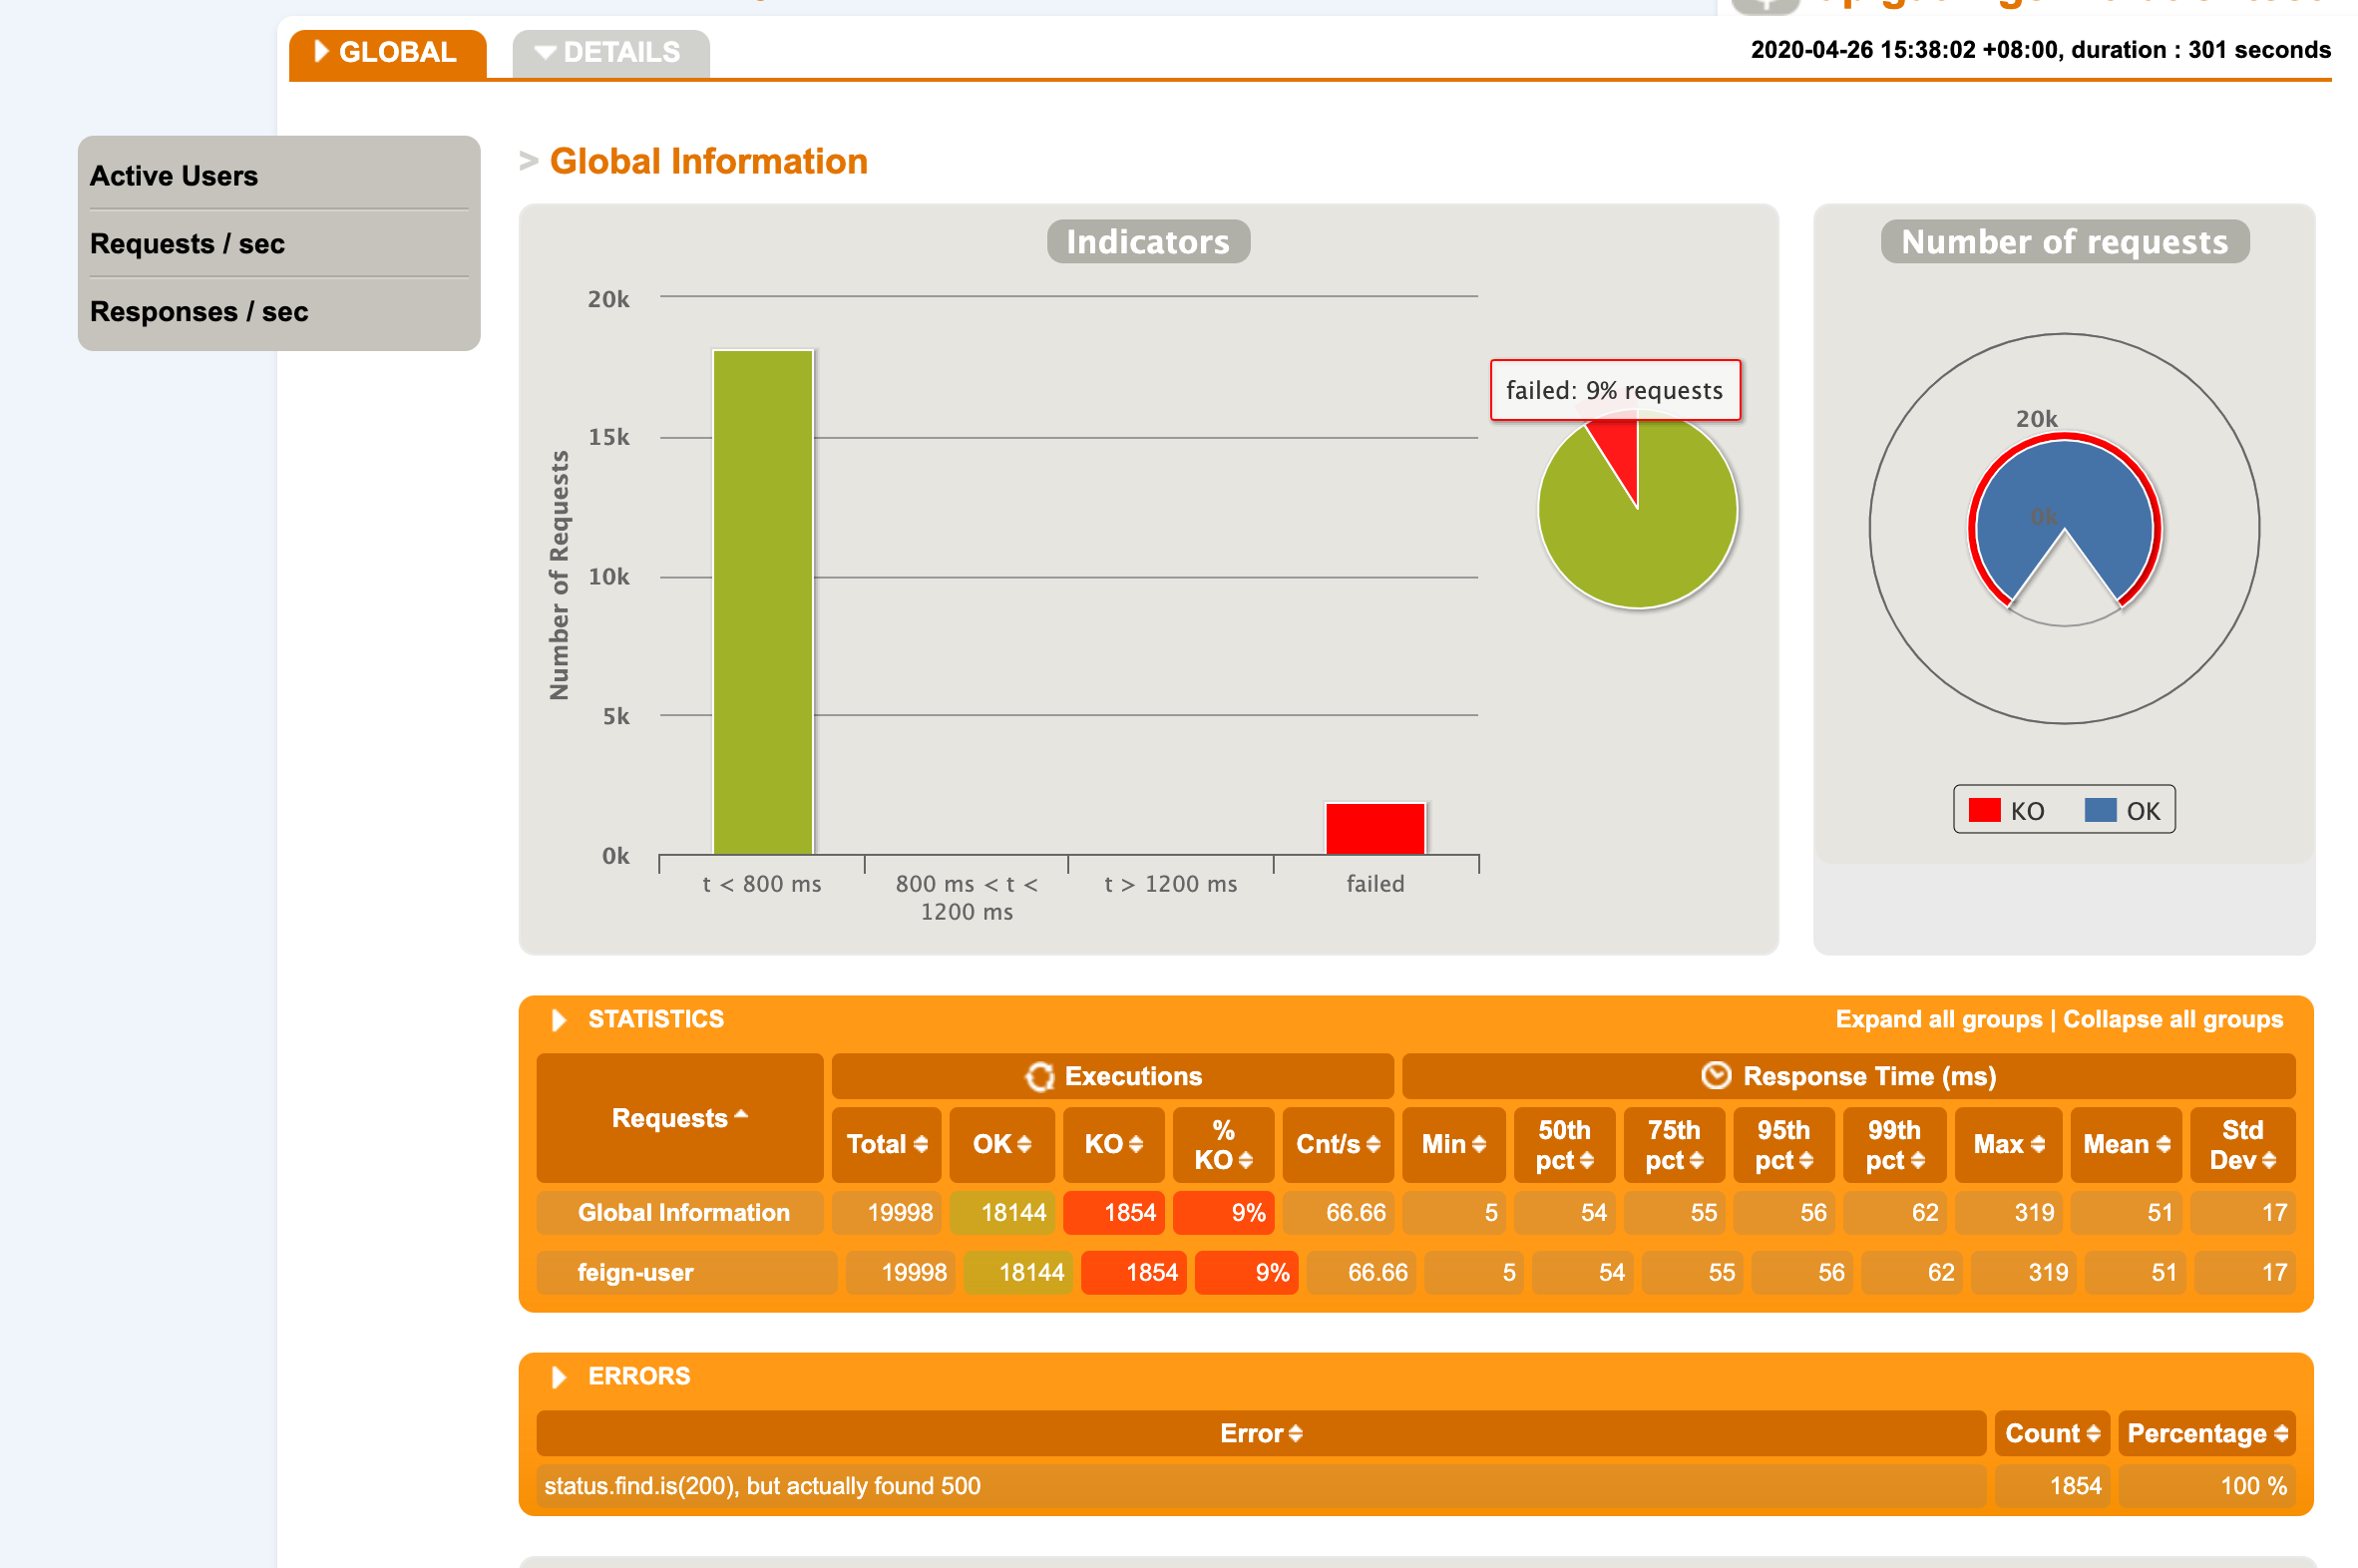 GLOBAL
DETAILS
2020-04-26 15:38:02 +08:00, duration : 301 seconds
Active Users
Requests / sec
Responses / sec
> Global Information
Indicators
Number of Requests
20k
15k
10k
5k
0k
t < 800 ms
800 ms < t <
1200 ms
t > 1200 ms
failed
failed: 9% requests
Number of requests
20k
0k
KO
OK
STATISTICS
Expand all groups | Collapse all groups
Requests
Executions
Response Time (ms)
Total OK KO % KO Cnt/s Min 50th pct 75th pct 95th pct 99th pct Max Mean Std Dev
Global Information 19998 18144 1854 9% 66.66 5 54 55 56 62 319 51 17
feign-user 19998 18144 1854 9% 66.66 5 54 55 56 62 319 51 17
ERRORS
Error Count Percentage
status.find.is(200), but actually found 500 1854 100 %